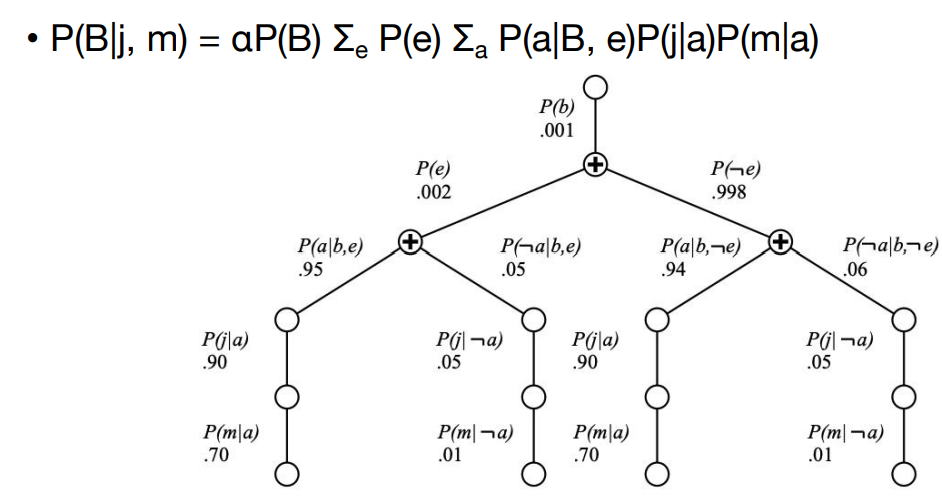 • P(B|j, m) = αP(B) Σₑ P(e) Σₐ P(a|B, e)P(j|a)P(m|a)
P(b)
.001
P(e)
.002
P(¬e)
.998
P(a|b,e)
.95
P(¬a|b,e)
.05
P(a|b,¬e)
.94
P(¬a|b,¬e)
.06
P(j|a)
.90
P(j|¬a)
.05
P(j|a)
.90
P(j|¬a)
.05
P(m|a)
.70
P(m|¬a)
.01
P(m|a)
.70
P(m|¬a)
.01